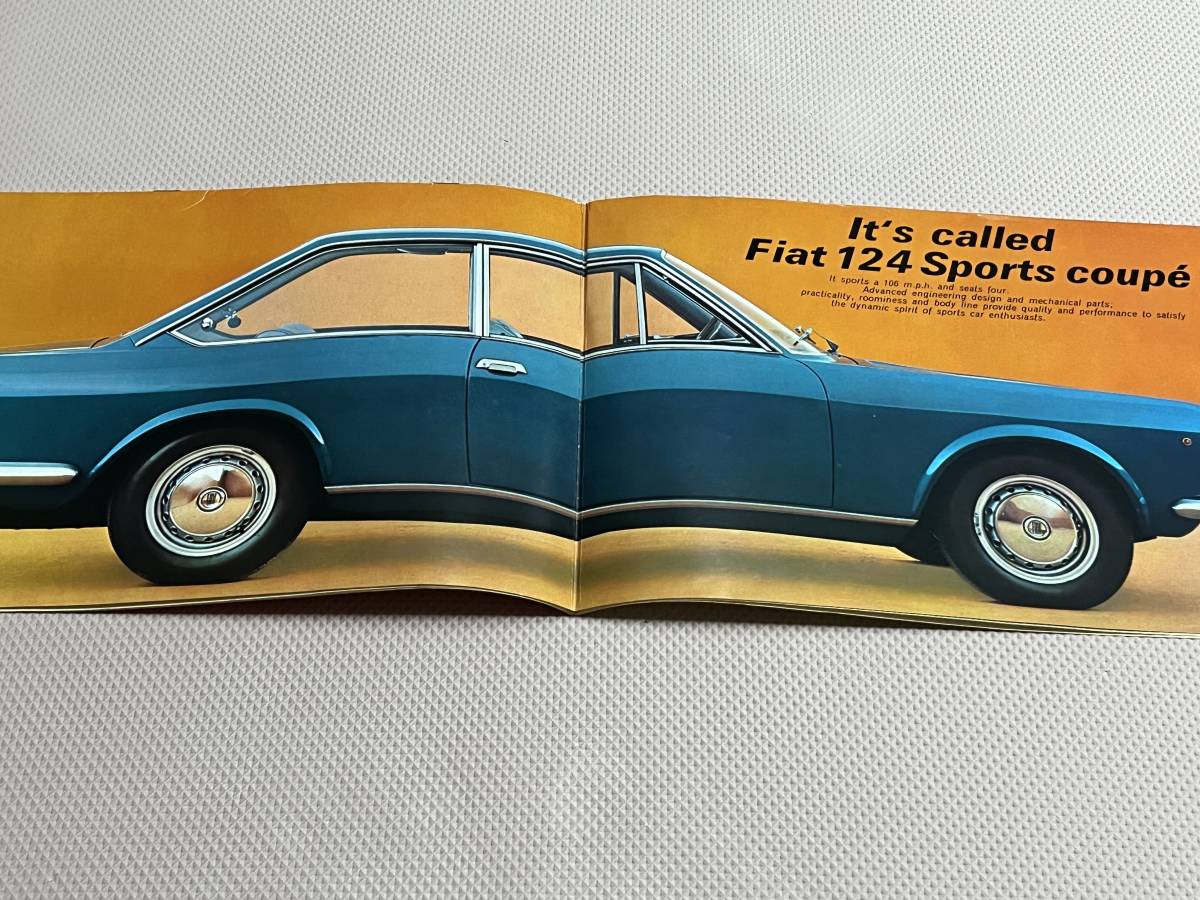 It's called
Fiat 124 Sports coupé
It sports a 106 m.p.h. and seats four.
Advanced engineering design and mechanical parts;
practicality, roominess and body line provide quality and performance to satisfy
the dynamic spirit of sports car enthusiasts.